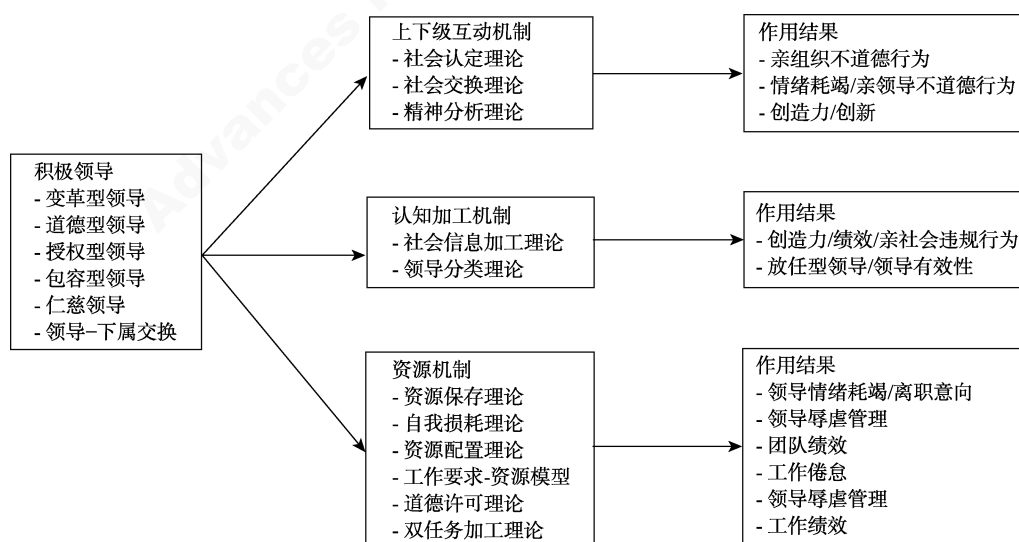 积极领导
- 变革型领导
- 道德型领导
- 授权型领导
- 包容型领导
- 仁慈领导
- 领导–下属交换
上下级互动机制
- 社会认定理论
- 社会交换理论
- 精神分析理论
作用结果
- 亲组织不道德行为
- 情绪耗竭/亲领导不道德行为
- 创造力/创新
认知加工机制
- 社会信息加工理论
- 领导分类理论
作用结果
- 创造力/绩效/亲社会违规行为
- 放任型领导/领导有效性
资源机制
- 资源保存理论
- 自我损耗理论
- 资源配置理论
- 工作要求-资源模型
- 道德许可理论
- 双任务加工理论
作用结果
- 领导情绪耗竭/离职意向
- 领导辱虐管理
- 团队绩效
- 工作倦怠
- 领导辱虐管理
- 工作绩效
Advances